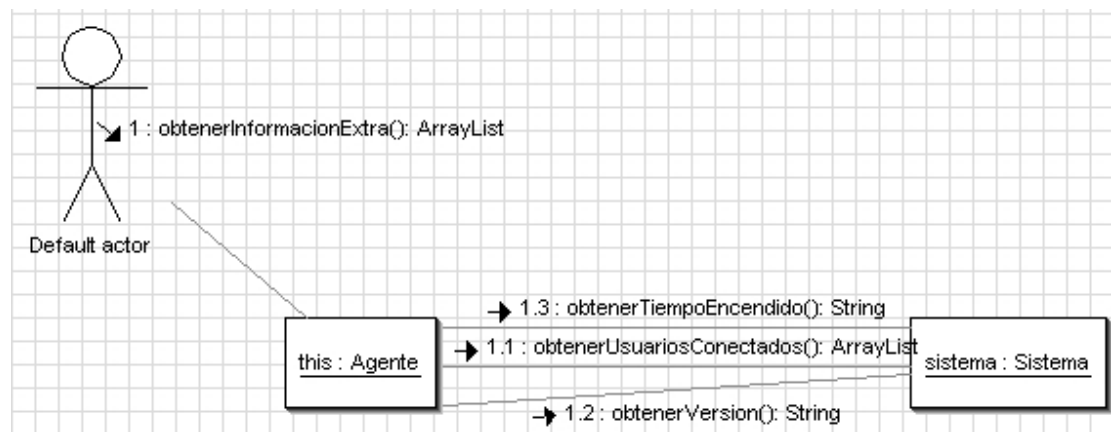 1 : obtenerInformacionExtra(): ArrayList
Default actor
1.3 : obtenerTiempoEncendido(): String
1.1 : obtenerUsuariosConectados(): ArrayList
this : Agente
sistema : Sistema
1.2 : obtenerVersion(): String